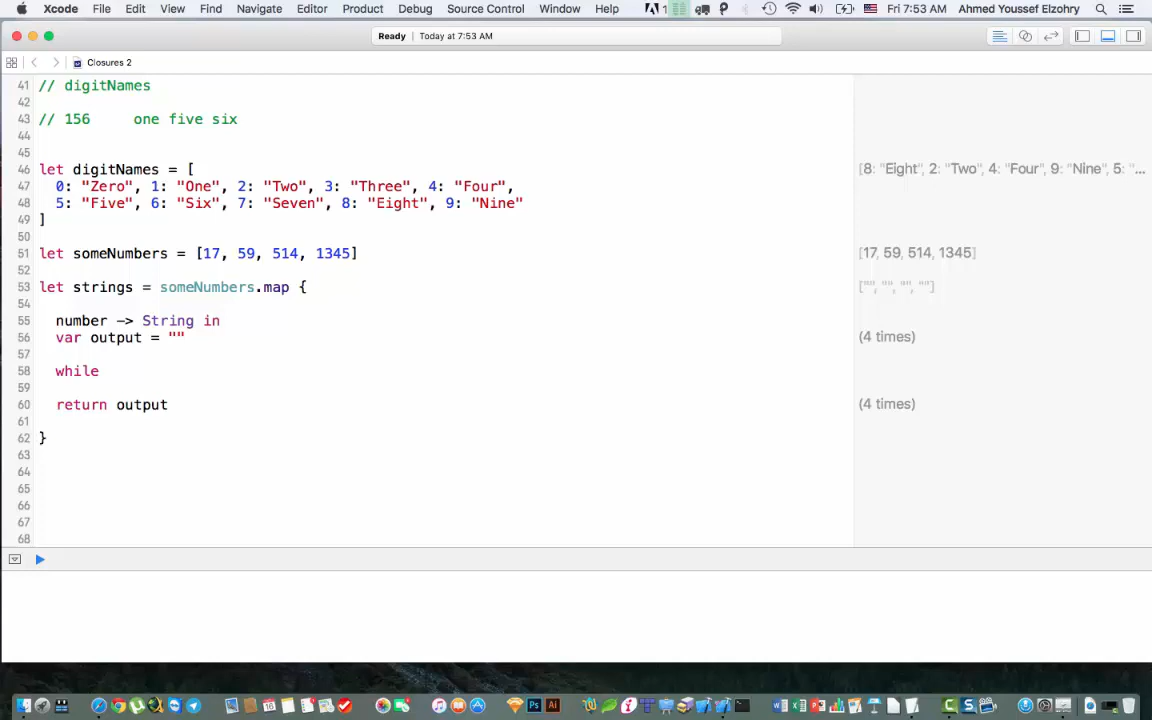 Xcode File Edit View Find Navigate Editor Product Debug Source Control Window Help 1 Fri 7:53 AM Ahmed Youssef Elzohry
Ready | Today at 7:53 AM
Closures 2
41 // digitNames
42
43 // 156 one five six
44
45
46 let digitNames = [ [8: "Eight", 2: "Two", 4: "Four", 9: "Nine", 5: "...
47 0: "Zero", 1: "One", 2: "Two", 3: "Three", 4: "Four",
48 5: "Five", 6: "Six", 7: "Seven", 8: "Eight", 9: "Nine"
49 ]
50
51 let someNumbers = [17, 59, 514, 1345] [17, 59, 514, 1345]
52
53 let strings = someNumbers.map { ["", "", "", ""]
54
55 number -> String in
56 var output = "" (4 times)
57
58 while
59
60 return output (4 times)
61
62 }
63
64
65
66
67
68